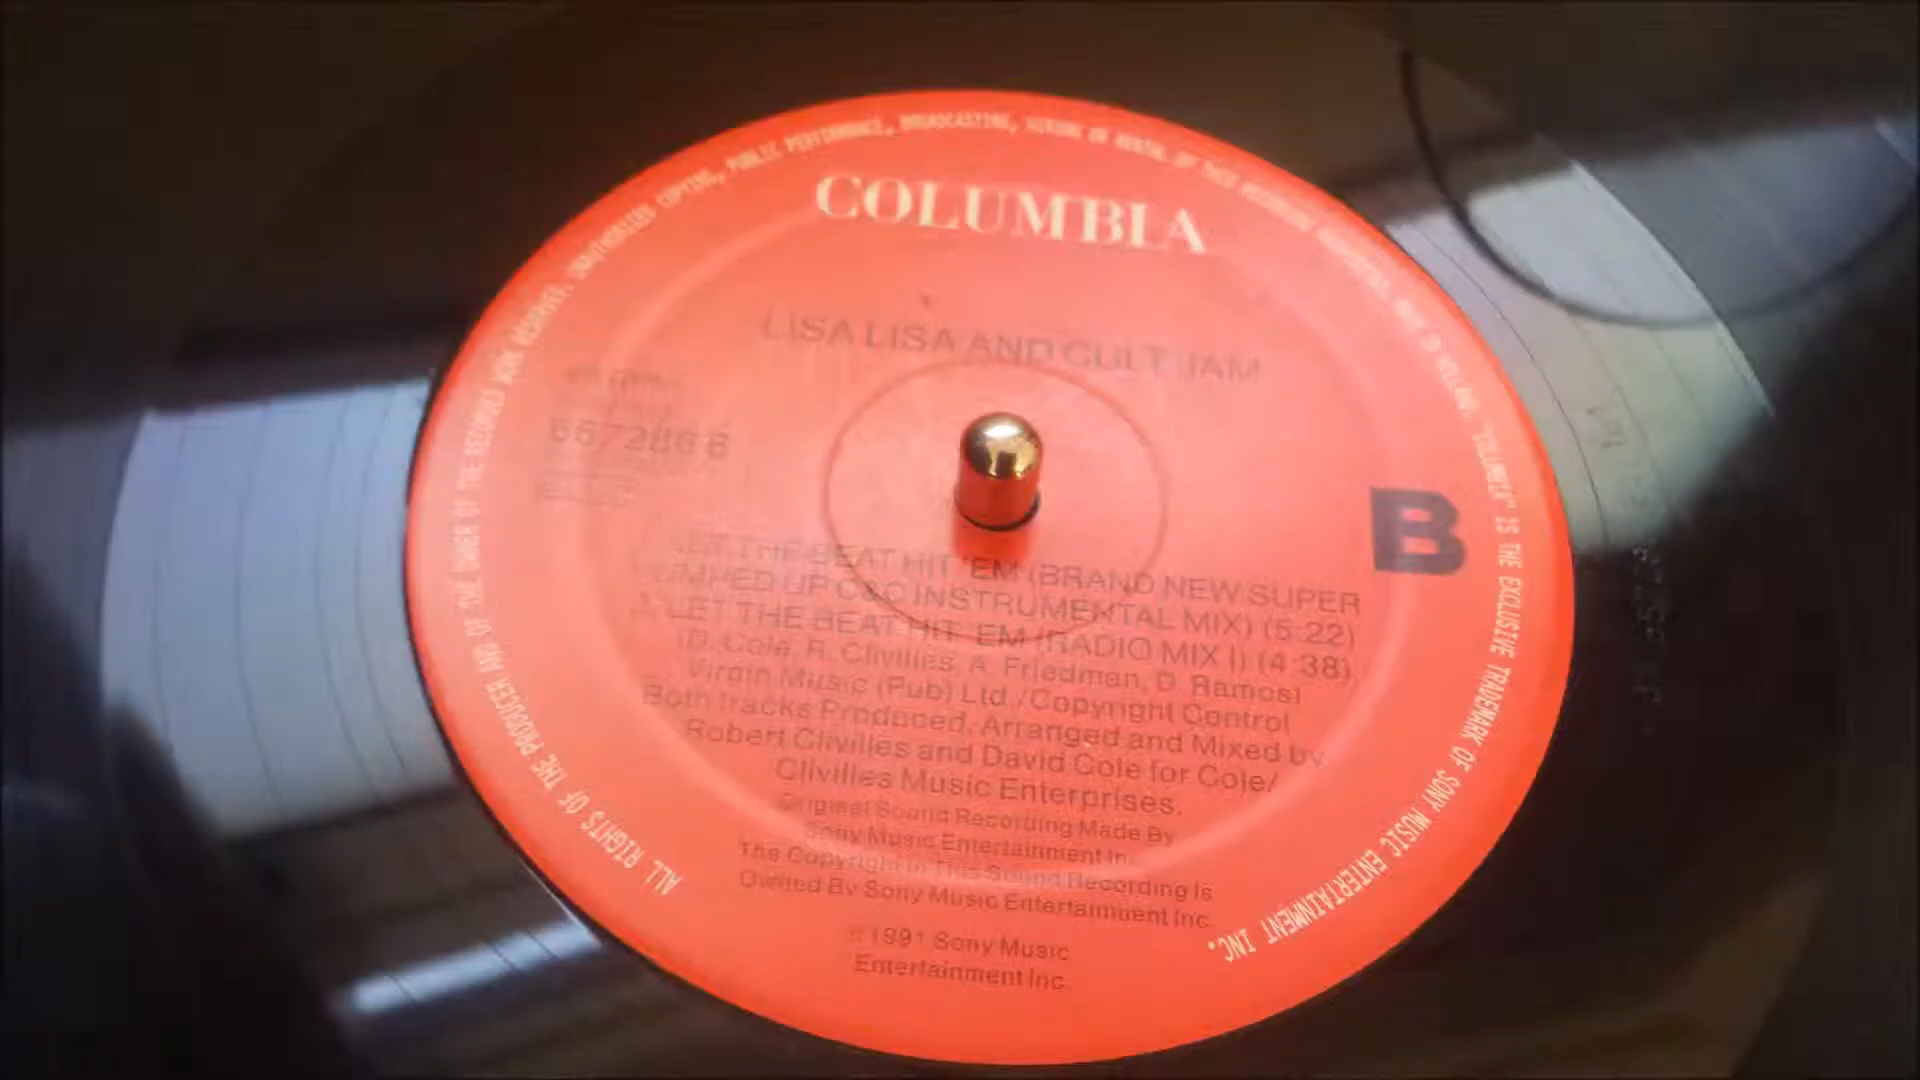 COLUMBIA
LISA LISA AND CULT JAM
657286 6
B
LET THE BEAT HIT 'EM (BRAND NEW SUPER
PUMPED UP C&C INSTRUMENTAL MIX) (5:22)
LET THE BEAT HIT 'EM (RADIO MIX I) (4:38)
(D. Cole, R. Clivilles, A. Friedman, D. Ramos)
Virgin Music (Pub) Ltd./Copyright Control
Both tracks Produced, Arranged and Mixed by
Robert Clivilles and David Cole for Cole/
Clivilles Music Enterprises.
Original Sound Recording Made By
Sony Music Entertainment Inc.
The Copyright In This Sound Recording Is
Owned By Sony Music Entertainment Inc.
1991 Sony Music
Entertainment Inc.
ALL RIGHTS OF THE PRODUCER AND OF THE OWNER OF THE RECORDED WORK RESERVED. UNAUTHORISED COPYING, PUBLIC PERFORMANCE, BROADCASTING, HIRING OR RENTAL OF THIS RECORDING PROHIBITED. "COLUMBIA" IS THE EXCLUSIVE TRADEMARK OF SONY MUSIC ENTERTAINMENT INC.